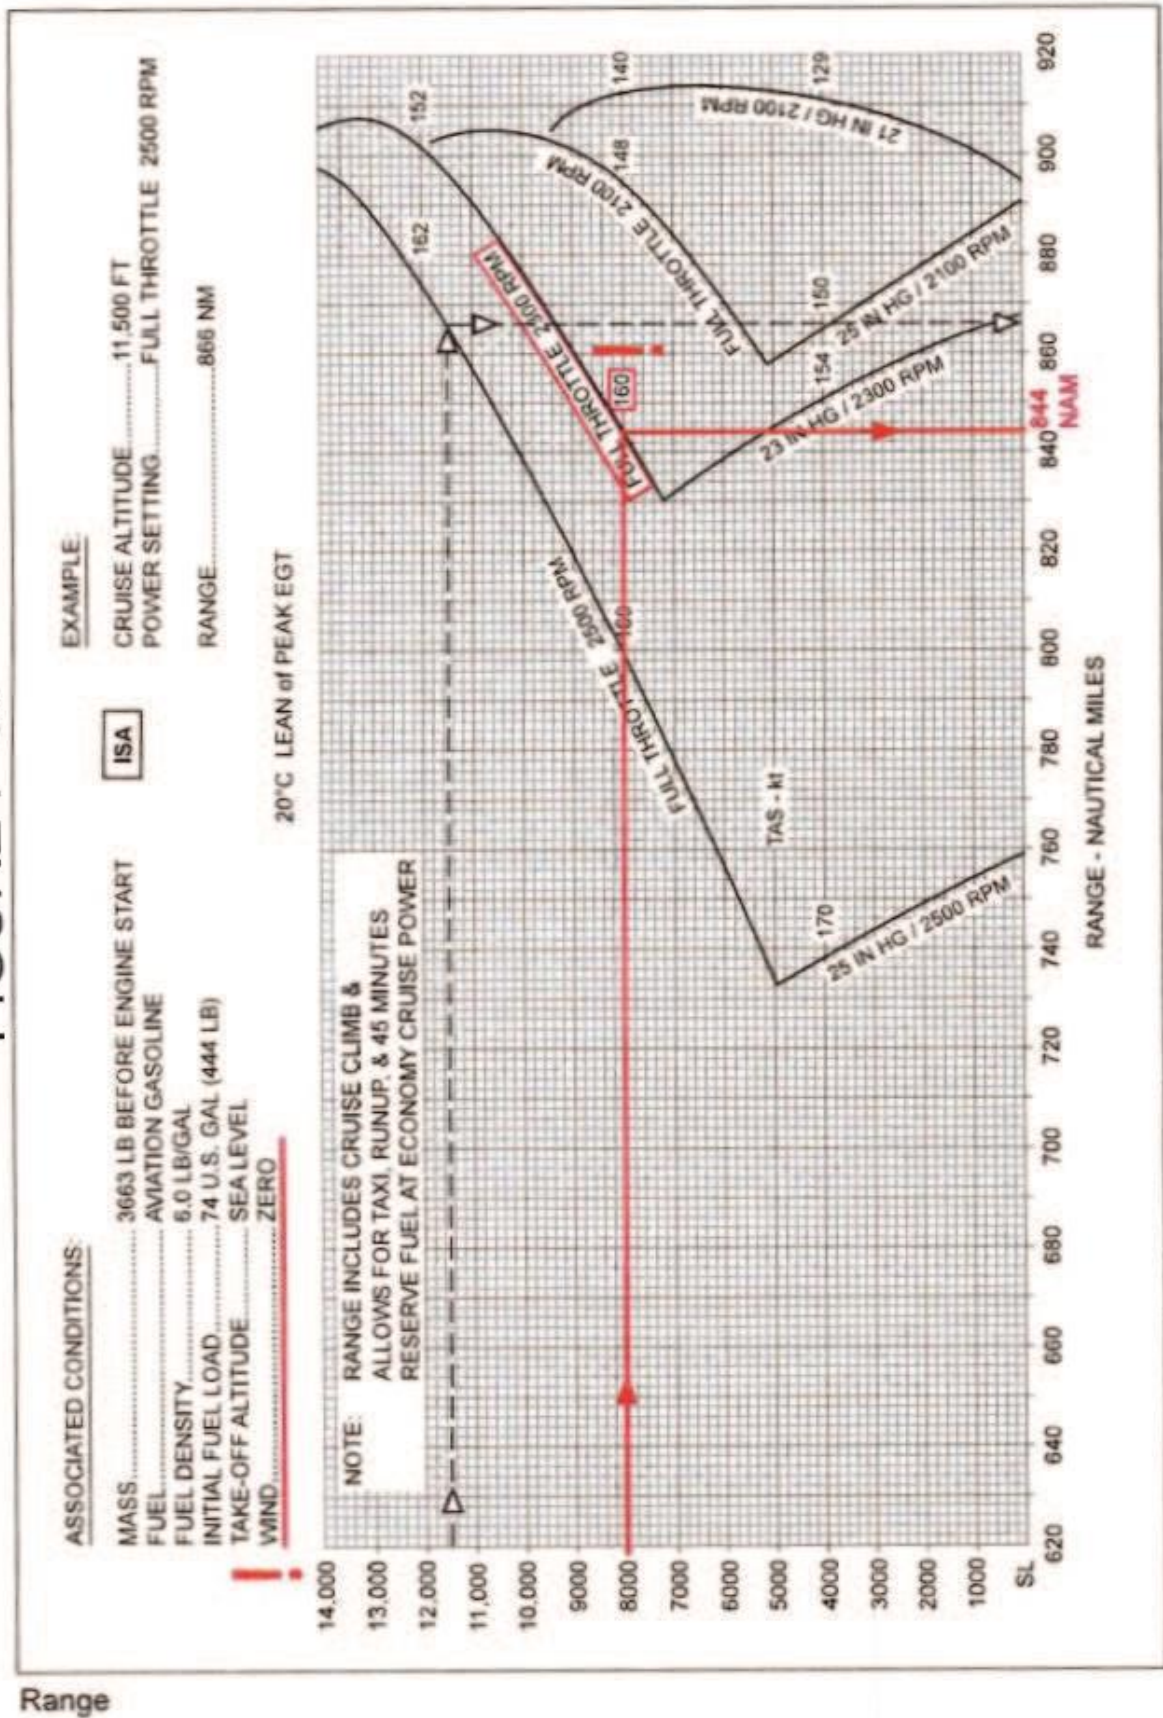 ASSOCIATED CONDITIONS:
MASS 3663 LB BEFORE ENGINE START
FUEL AVIATION GASOLINE
FUEL DENSITY 6.0 LB/GAL
INITIAL FUEL LOAD 74 U.S. GAL (444 LB)
TAKE-OFF ALTITUDE SEA LEVEL
WIND ZERO
ISA
EXAMPLE:
CRUISE ALTITUDE 11,500 FT
POWER SETTING FULL THROTTLE 2500 RPM
RANGE 866 NM
20°C LEAN of PEAK EGT
NOTE: RANGE INCLUDES CRUISE CLIMB &
ALLOWS FOR TAXI, RUNUP, & 45 MINUTES
RESERVE FUEL AT ECONOMY CRUISE POWER
14,000
13,000
12,000
11,000
10,000
9000
8000
7000
6000
5000
4000
3000
2000
1000
SL
162
152
FULL THROTTLE 2300 RPM
160
FULL THROTTLE 2100 RPM
148
140
21 IN HG / 2100 RPM
129
FULL THROTTLE 2500 RPM
160
TAS - kt
170
25 IN HG / 2500 RPM
154
23 IN HG / 2300 RPM
150
25 IN HG / 2100 RPM
844
NAM
620 640 660 680 700 720 740 760 780 800 820 840 860 880 900 920
RANGE - NAUTICAL MILES
Range